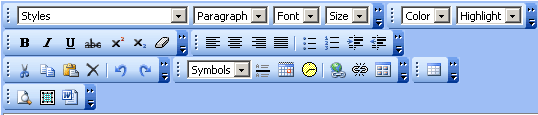 Styles Paragraph Font Size Color Highlight
B I U abc x² x₂
Symbols